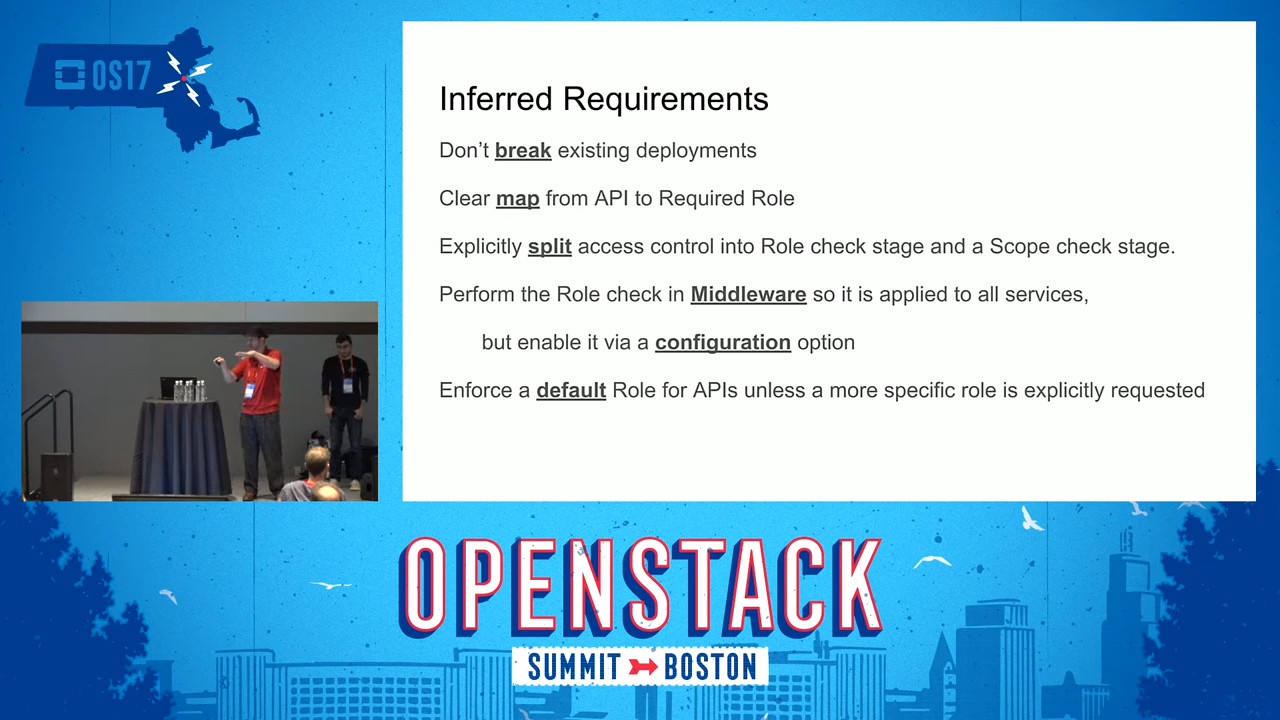 OS17
Inferred Requirements
Don’t break existing deployments
Clear map from API to Required Role
Explicitly split access control into Role check stage and a Scope check stage.
Perform the Role check in Middleware so it is applied to all services,
but enable it via a configuration option
Enforce a default Role for APIs unless a more specific role is explicitly requested
OPENSTACK
SUMMIT BOSTON